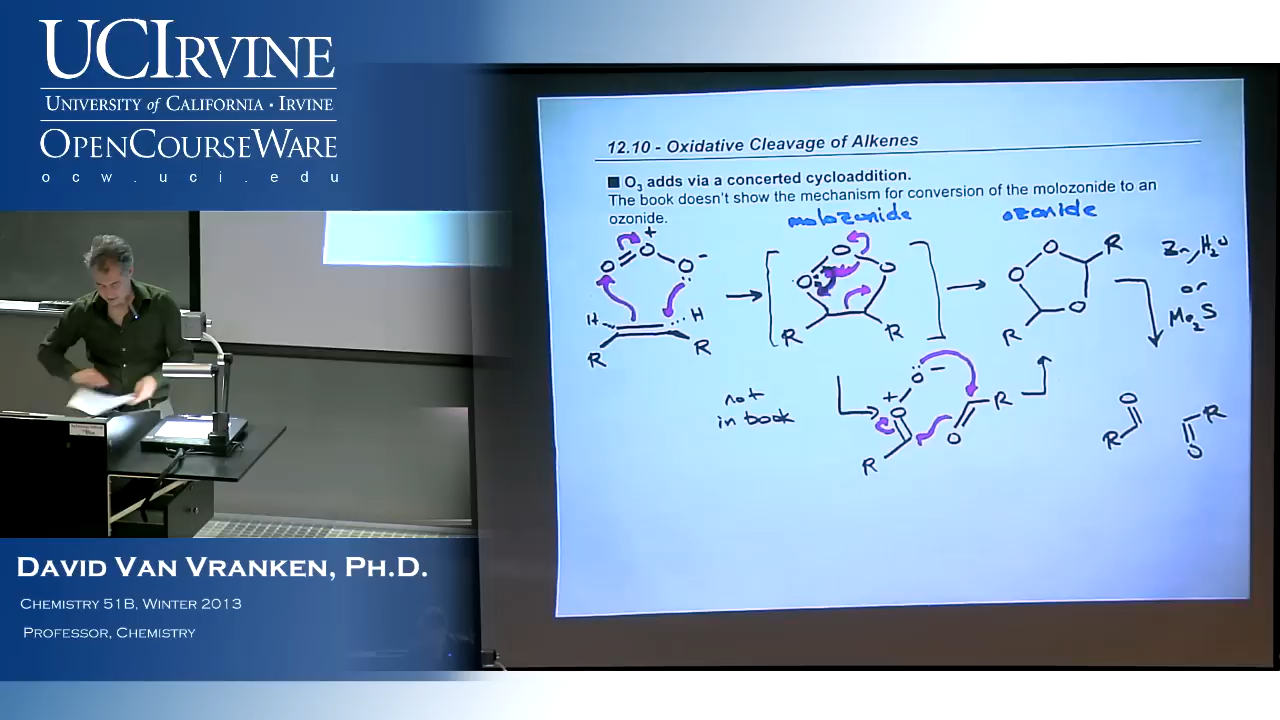 UCIRVINE
UNIVERSITY of CALIFORNIA · IRVINE
OPENCOURSEWARE
ocw.uci.edu
12.10 - Oxidative Cleavage of Alkenes
■ O₃ adds via a concerted cycloaddition.
The book doesn't show the mechanism for conversion of the molozonide to an
ozonide.
molozonide
ozonide
O O⁺ O⁻
H H
R R
O O O
R R
O O O
R R
Zn, H₂O
or
Me₂S
not
in book
O⁻
O⁺ R
O
R
O R
R O
DAVID VAN VRANKEN, PH.D.
CHEMISTRY 51B, WINTER 2013
PROFESSOR, CHEMISTRY